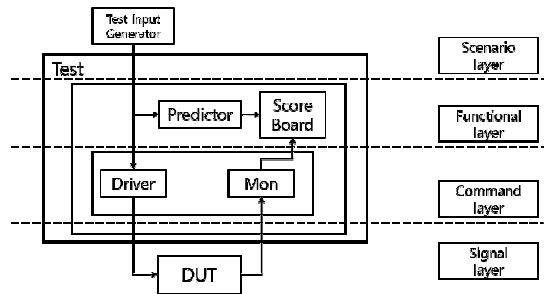 Test Input
Generator
Scenario
layer
Test
Predictor
Score
Board
Functional
layer
Driver
Mon
Command
layer
DUT
Signal
layer